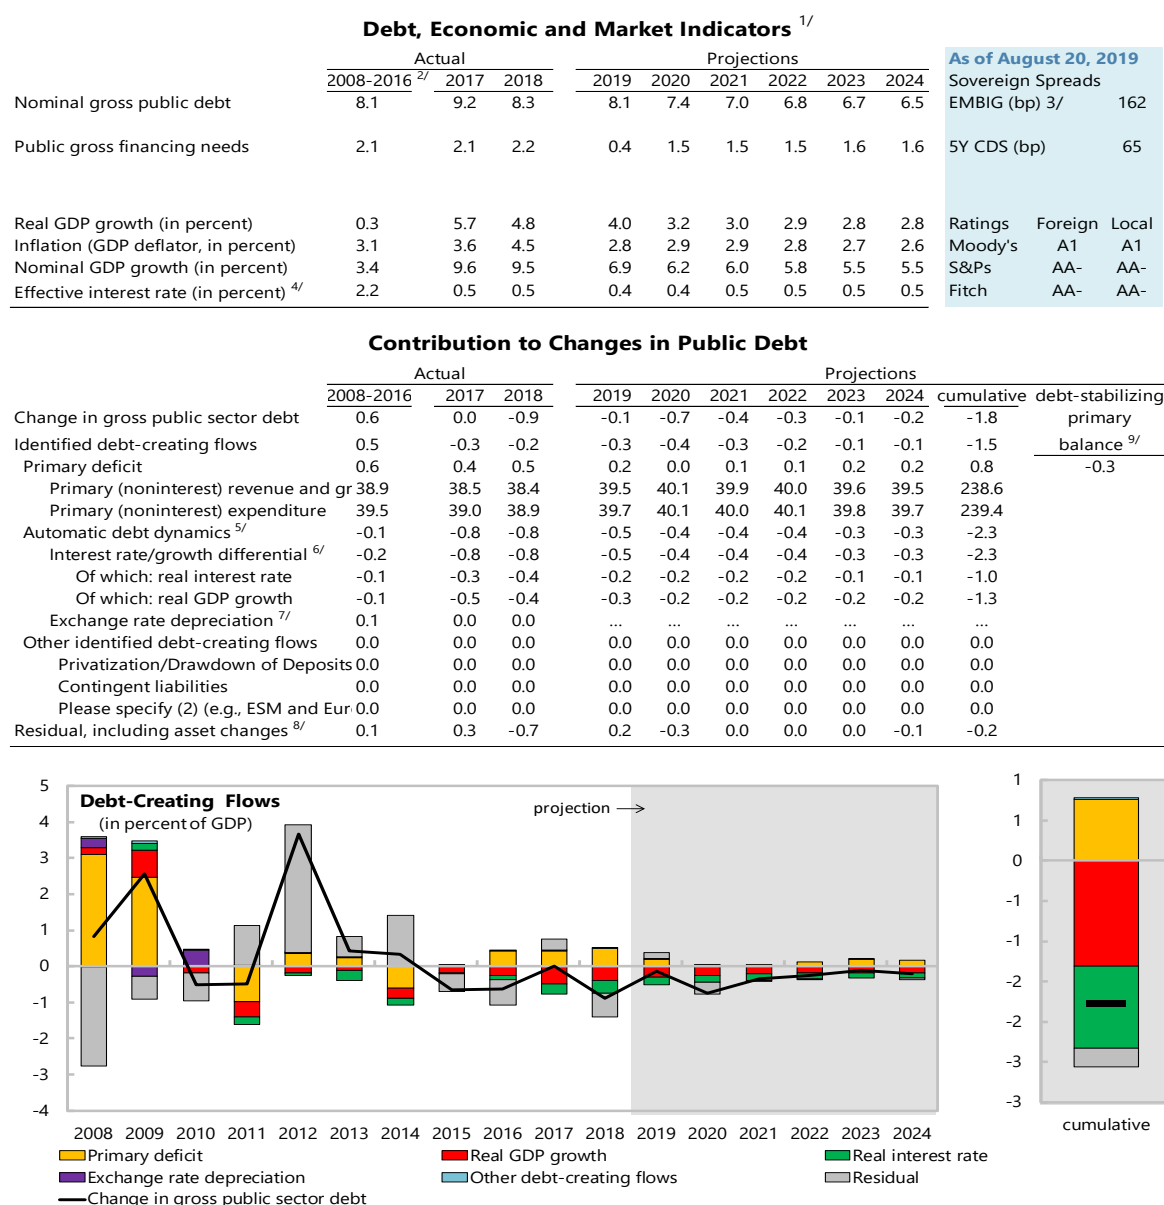 Debt, Economic and Market Indicators 1/
Actual Projections As of August 20, 2019
2008-2016 2/ 2017 2018 2019 2020 2021 2022 2023 2024 Sovereign Spreads
Nominal gross public debt 8.1 9.2 8.3 8.1 7.4 7.0 6.8 6.7 6.5 EMBIG (bp) 3/ 162
Public gross financing needs 2.1 2.1 2.2 0.4 1.5 1.5 1.5 1.6 1.6 5Y CDS (bp) 65
Real GDP growth (in percent) 0.3 5.7 4.8 4.0 3.2 3.0 2.9 2.8 2.8 Ratings Foreign Local
Inflation (GDP deflator, in percent) 3.1 3.6 4.5 2.8 2.9 2.9 2.8 2.7 2.6 Moody's A1 A1
Nominal GDP growth (in percent) 3.4 9.6 9.5 6.9 6.2 6.0 5.8 5.5 5.5 S&Ps AA- AA-
Effective interest rate (in percent) 4/ 2.2 0.5 0.5 0.4 0.4 0.5 0.5 0.5 0.5 Fitch AA- AA-
Contribution to Changes in Public Debt
Actual Projections
2008-2016 2017 2018 2019 2020 2021 2022 2023 2024 cumulative debt-stabilizing
Change in gross public sector debt 0.6 0.0 -0.9 -0.1 -0.7 -0.4 -0.3 -0.1 -0.2 -1.8 primary
Identified debt-creating flows 0.5 -0.3 -0.2 -0.3 -0.4 -0.3 -0.2 -0.1 -0.1 -1.5 balance 9/
Primary deficit 0.6 0.4 0.5 0.2 0.0 0.1 0.1 0.2 0.2 0.8 -0.3
Primary (noninterest) revenue and gr 38.9 38.5 38.4 39.5 40.1 39.9 40.0 39.6 39.5 238.6
Primary (noninterest) expenditure 39.5 39.0 38.9 39.7 40.1 40.0 40.1 39.8 39.7 239.4
Automatic debt dynamics 5/ -0.1 -0.8 -0.8 -0.5 -0.4 -0.4 -0.4 -0.3 -0.3 -2.3
Interest rate/growth differential 6/ -0.2 -0.8 -0.8 -0.5 -0.4 -0.4 -0.4 -0.3 -0.3 -2.3
Of which: real interest rate -0.1 -0.3 -0.4 -0.2 -0.2 -0.2 -0.2 -0.1 -0.1 -1.0
Of which: real GDP growth -0.1 -0.5 -0.4 -0.3 -0.2 -0.2 -0.2 -0.2 -0.2 -1.3
Exchange rate depreciation 7/ 0.1 0.0 0.0 ... ... ... ... ... ... ...
Other identified debt-creating flows 0.0 0.0 0.0 0.0 0.0 0.0 0.0 0.0 0.0 0.0
Privatization/Drawdown of Deposits 0.0 0.0 0.0 0.0 0.0 0.0 0.0 0.0 0.0 0.0
Contingent liabilities 0.0 0.0 0.0 0.0 0.0 0.0 0.0 0.0 0.0 0.0
Please specify (2) (e.g., ESM and Eur 0.0 0.0 0.0 0.0 0.0 0.0 0.0 0.0 0.0 0.0
Residual, including asset changes 8/ 0.1 0.3 -0.7 0.2 -0.3 0.0 0.0 0.0 -0.1 -0.2
Debt-Creating Flows
(in percent of GDP)
projection
5
4
3
2
1
0
-1
-2
-3
-4
2008 2009 2010 2011 2012 2013 2014 2015 2016 2017 2018 2019 2020 2021 2022 2023 2024
1
1
0
-1
-1
-2
-2
-3
-3
cumulative
Primary deficit Real GDP growth Real interest rate
Exchange rate depreciation Other debt-creating flows Residual
Change in gross public sector debt